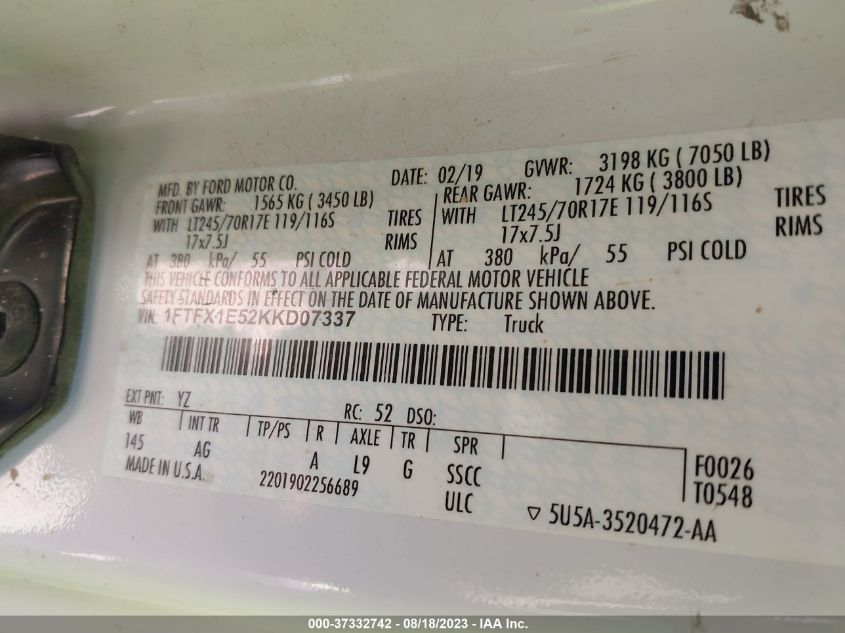 MFD. BY FORD MOTOR CO. DATE: 02/19 GVWR: 3198 KG ( 7050 LB)
FRONT GAWR: 1565 KG ( 3450 LB) REAR GAWR: 1724 KG ( 3800 LB)
WITH LT245/70R17E 119/116S TIRES WITH LT245/70R17E 119/116S TIRES
17x7.5J RIMS 17x7.5J RIMS
AT 380 kPa/ 55 PSI COLD AT 380 kPa/ 55 PSI COLD
THIS VEHICLE CONFORMS TO ALL APPLICABLE FEDERAL MOTOR VEHICLE
SAFETY STANDARDS IN EFFECT ON THE DATE OF MANUFACTURE SHOWN ABOVE.
VIN: 1FTFX1E52KKD07337 TYPE: Truck
EXT PNT: YZ RC: 52 DSO:
WB INT TR TP/PS R AXLE TR SPR
145 AG A L9 G SSCC F0026
MADE IN U.S.A. 2201902256689 ULC T0548
▽ 5U5A-3520472-AA
000-37332742 - 08/18/2023 - IAA Inc.